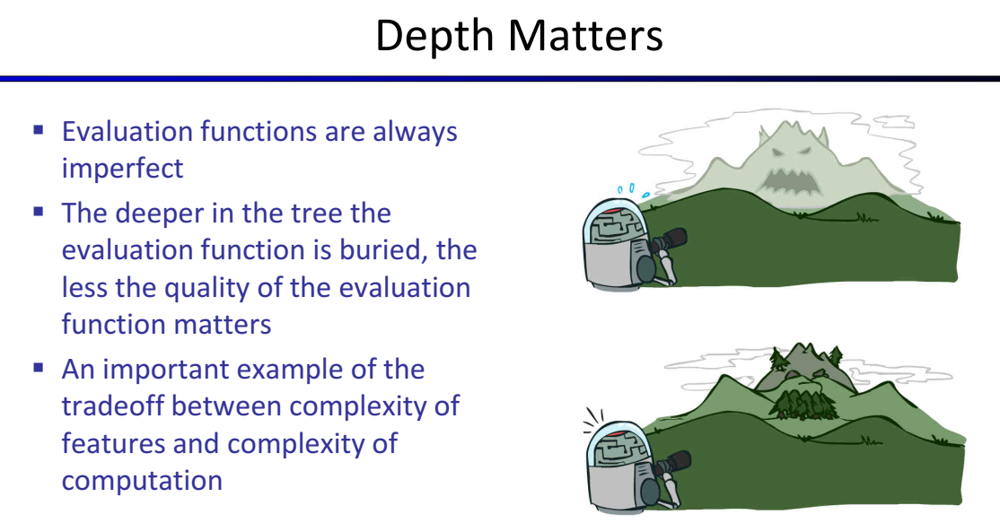 Depth Matters
▪ Evaluation functions are always
imperfect
▪ The deeper in the tree the
evaluation function is buried, the
less the quality of the evaluation
function matters
▪ An important example of the
tradeoff between complexity of
features and complexity of
computation